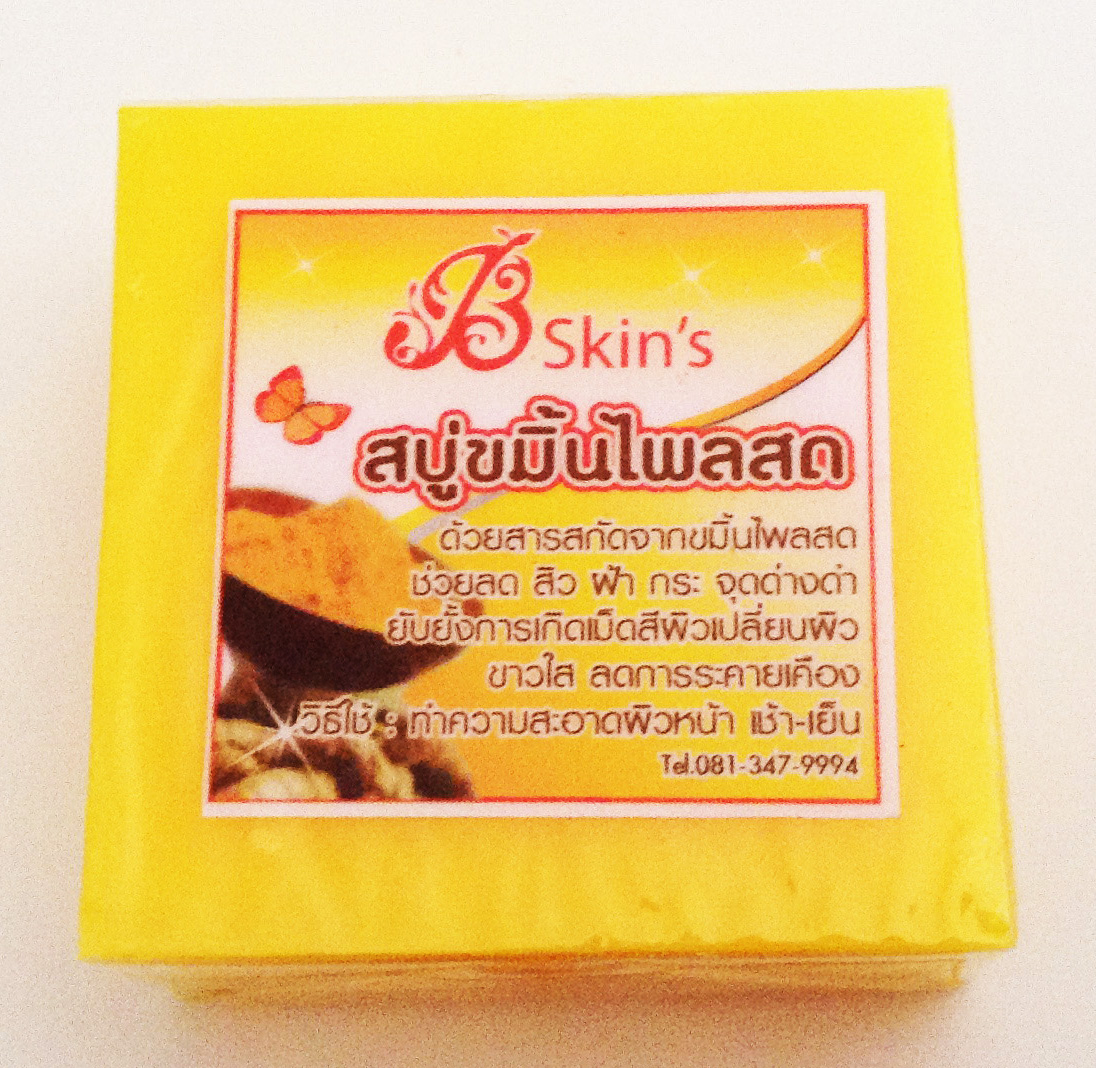 B Skin's
สบู่ขมิ้นไพลสด
ด้วยสารสกัดจากขมิ้นไพลสด
ช่วยลด สิว ฝ้า กระ จุดด่างดำ
ยับยั้งการเกิดเม็ดสีผิวเปลี่ยนผิว
ขาวใส ลดการระคายเคือง
วิธีใช้ : ทำความสะอาดผิวหน้า เช้า-เย็น
Tel.081-347-9994